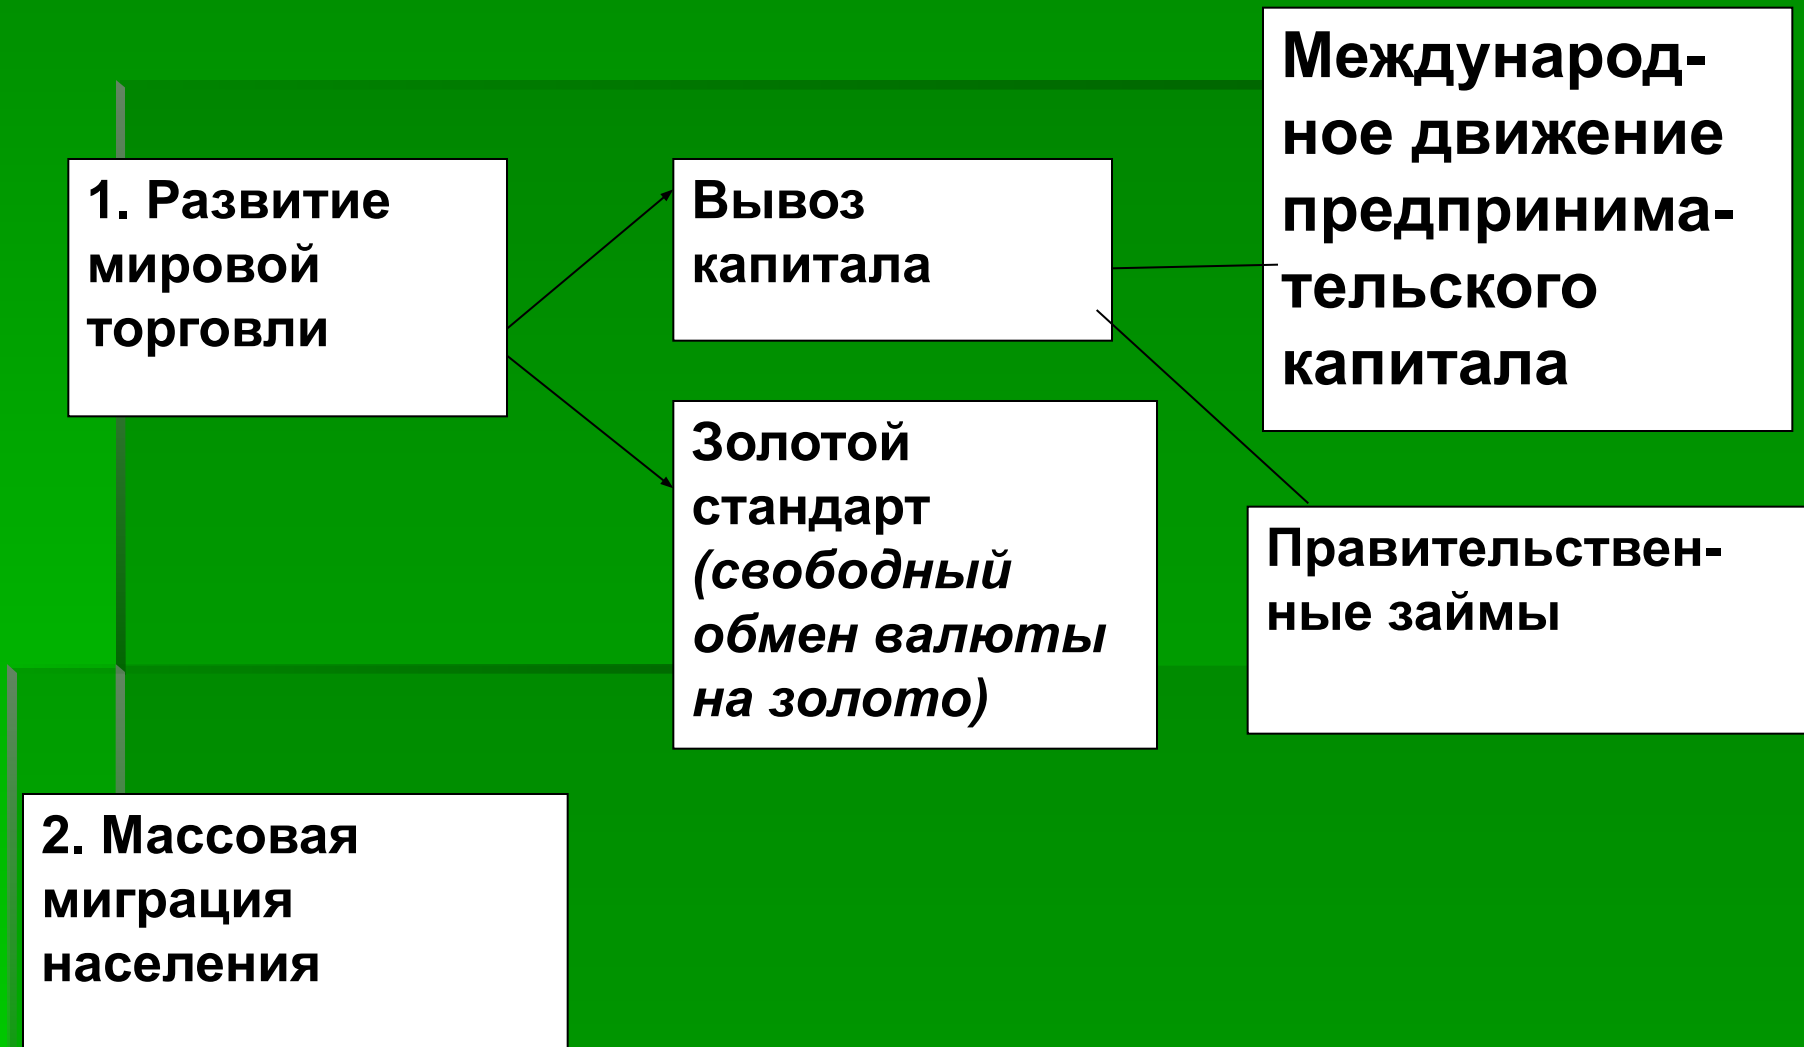 1. Развитие
мировой
торговли
Вывоз
капитала
Международ-
ное движение
предпринима-
тельского
капитала
Золотой
стандарт
(свободный
обмен валюты
на золото)
Правительствен-
ные займы
2. Массовая
миграция
населения